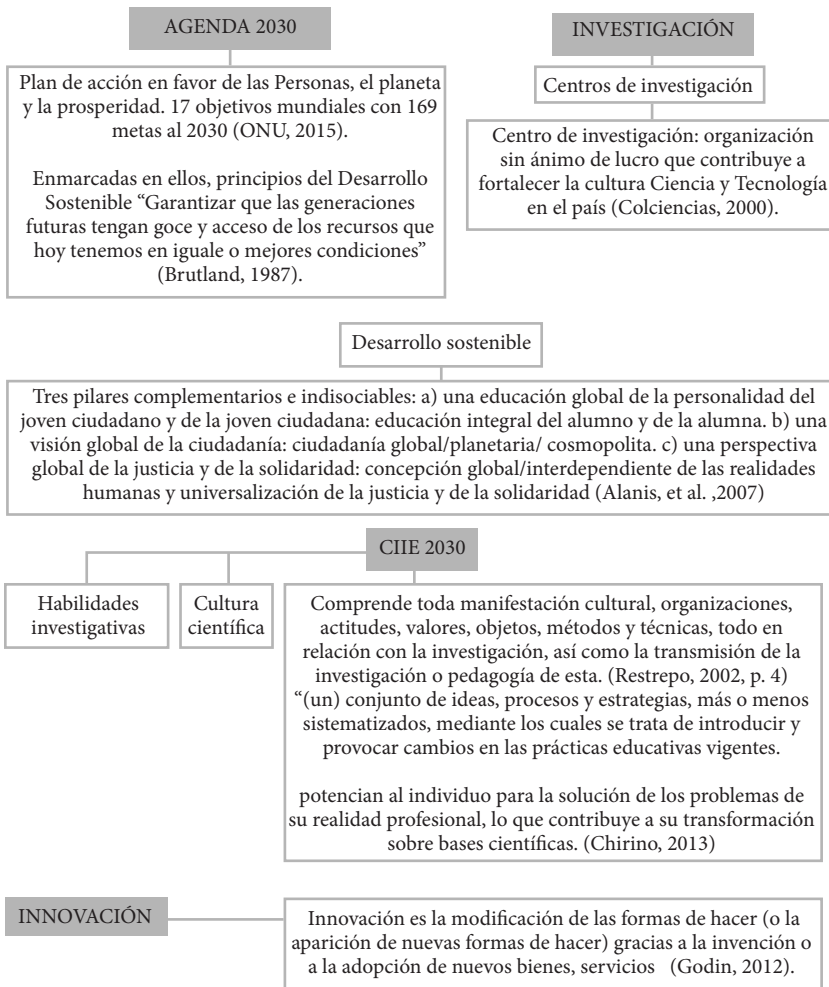 AGENDA 2030
Plan de acción en favor de las Personas, el planeta
y la prosperidad. 17 objetivos mundiales con 169
metas al 2030 (ONU, 2015).
Enmarcadas en ellos, principios del Desarrollo
Sostenible “Garantizar que las generaciones
futuras tengan goce y acceso de los recursos que
hoy tenemos en iguale o mejores condiciones”
(Brutland, 1987).
INVESTIGACIÓN
Centros de investigación
Centro de investigación: organización
sin ánimo de lucro que contribuye a
fortalecer la cultura Ciencia y Tecnología
en el país (Colciencias, 2000).
Desarrollo sostenible
Tres pilares complementarios e indisociables: a) una educación global de la personalidad del
joven ciudadano y de la joven ciudadana: educación integral del alumno y de la alumna. b) una
visión global de la ciudadanía: ciudadanía global/planetaria/ cosmopolita. c) una perspectiva
global de la justicia y de la solidaridad: concepción global/interdependiente de las realidades
humanas y universalización de la justicia y de la solidaridad (Alanis, et al. ,2007)
CIIE 2030
Habilidades
investigativas
Cultura
científica
Comprende toda manifestación cultural, organizaciones,
actitudes, valores, objetos, métodos y técnicas, todo en
relación con la investigación, así como la transmisión de la
investigación o pedagogía de esta. (Restrepo, 2002, p. 4)
“(un) conjunto de ideas, procesos y estrategias, más o menos
sistematizados, mediante los cuales se trata de introducir y
provocar cambios en las prácticas educativas vigentes.
potencian al individuo para la solución de los problemas de
su realidad profesional, lo que contribuye a su transformación
sobre bases científicas. (Chirino, 2013)
INNOVACIÓN
Innovación es la modificación de las formas de hacer (o la
aparición de nuevas formas de hacer) gracias a la invención o
a la adopción de nuevos bienes, servicios (Godin, 2012).